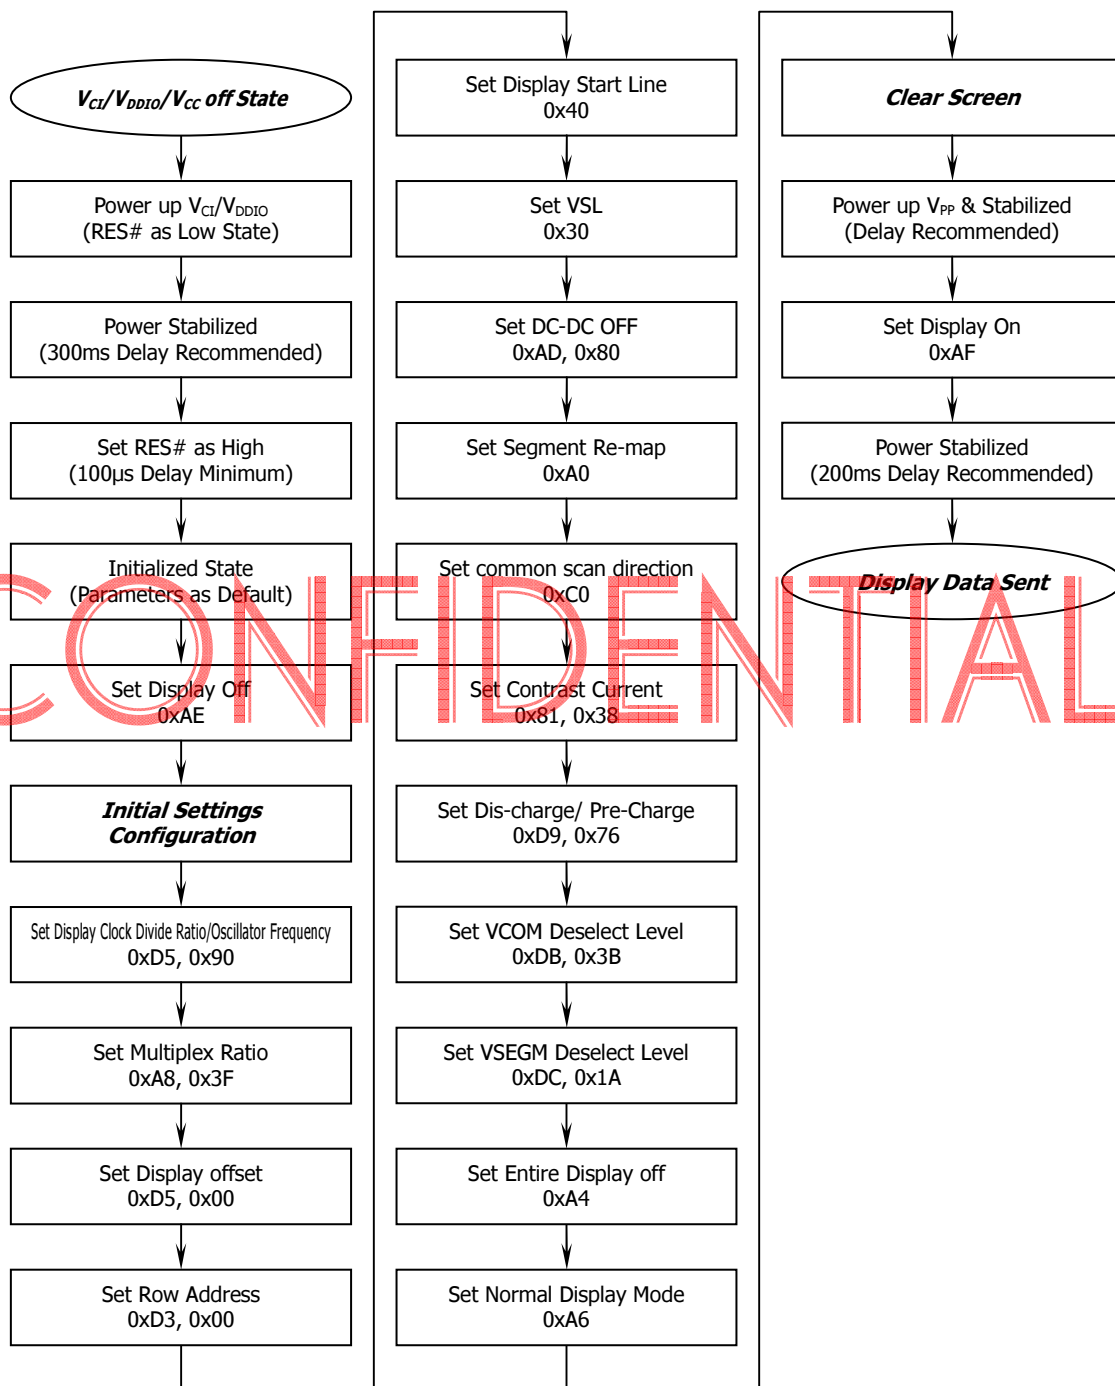 VCI/VDDIO/VCC off State
Power up VCI/VDDIO
(RES# as Low State)
Power Stabilized
(300ms Delay Recommended)
Set RES# as High
(100μs Delay Minimum)
Initialized State
(Parameters as Default)
Set Display Off
0xAE
Initial Settings
Configuration
Set Display Clock Divide Ratio/Oscillator Frequency
0xD5, 0x90
Set Multiplex Ratio
0xA8, 0x3F
Set Display offset
0xD5, 0x00
Set Row Address
0xD3, 0x00
Set Display Start Line
0x40
Set VSL
0x30
Set DC-DC OFF
0xAD, 0x80
Set Segment Re-map
0xA0
Set common scan direction
0xC0
Set Contrast Current
0x81, 0x38
Set Dis-charge/ Pre-Charge
0xD9, 0x76
Set VCOM Deselect Level
0xDB, 0x3B
Set VSEGM Deselect Level
0xDC, 0x1A
Set Entire Display off
0xA4
Set Normal Display Mode
0xA6
Clear Screen
Power up VPP & Stabilized
(Delay Recommended)
Set Display On
0xAF
Power Stabilized
(200ms Delay Recommended)
Display Data Sent
CONFIDENTIAL